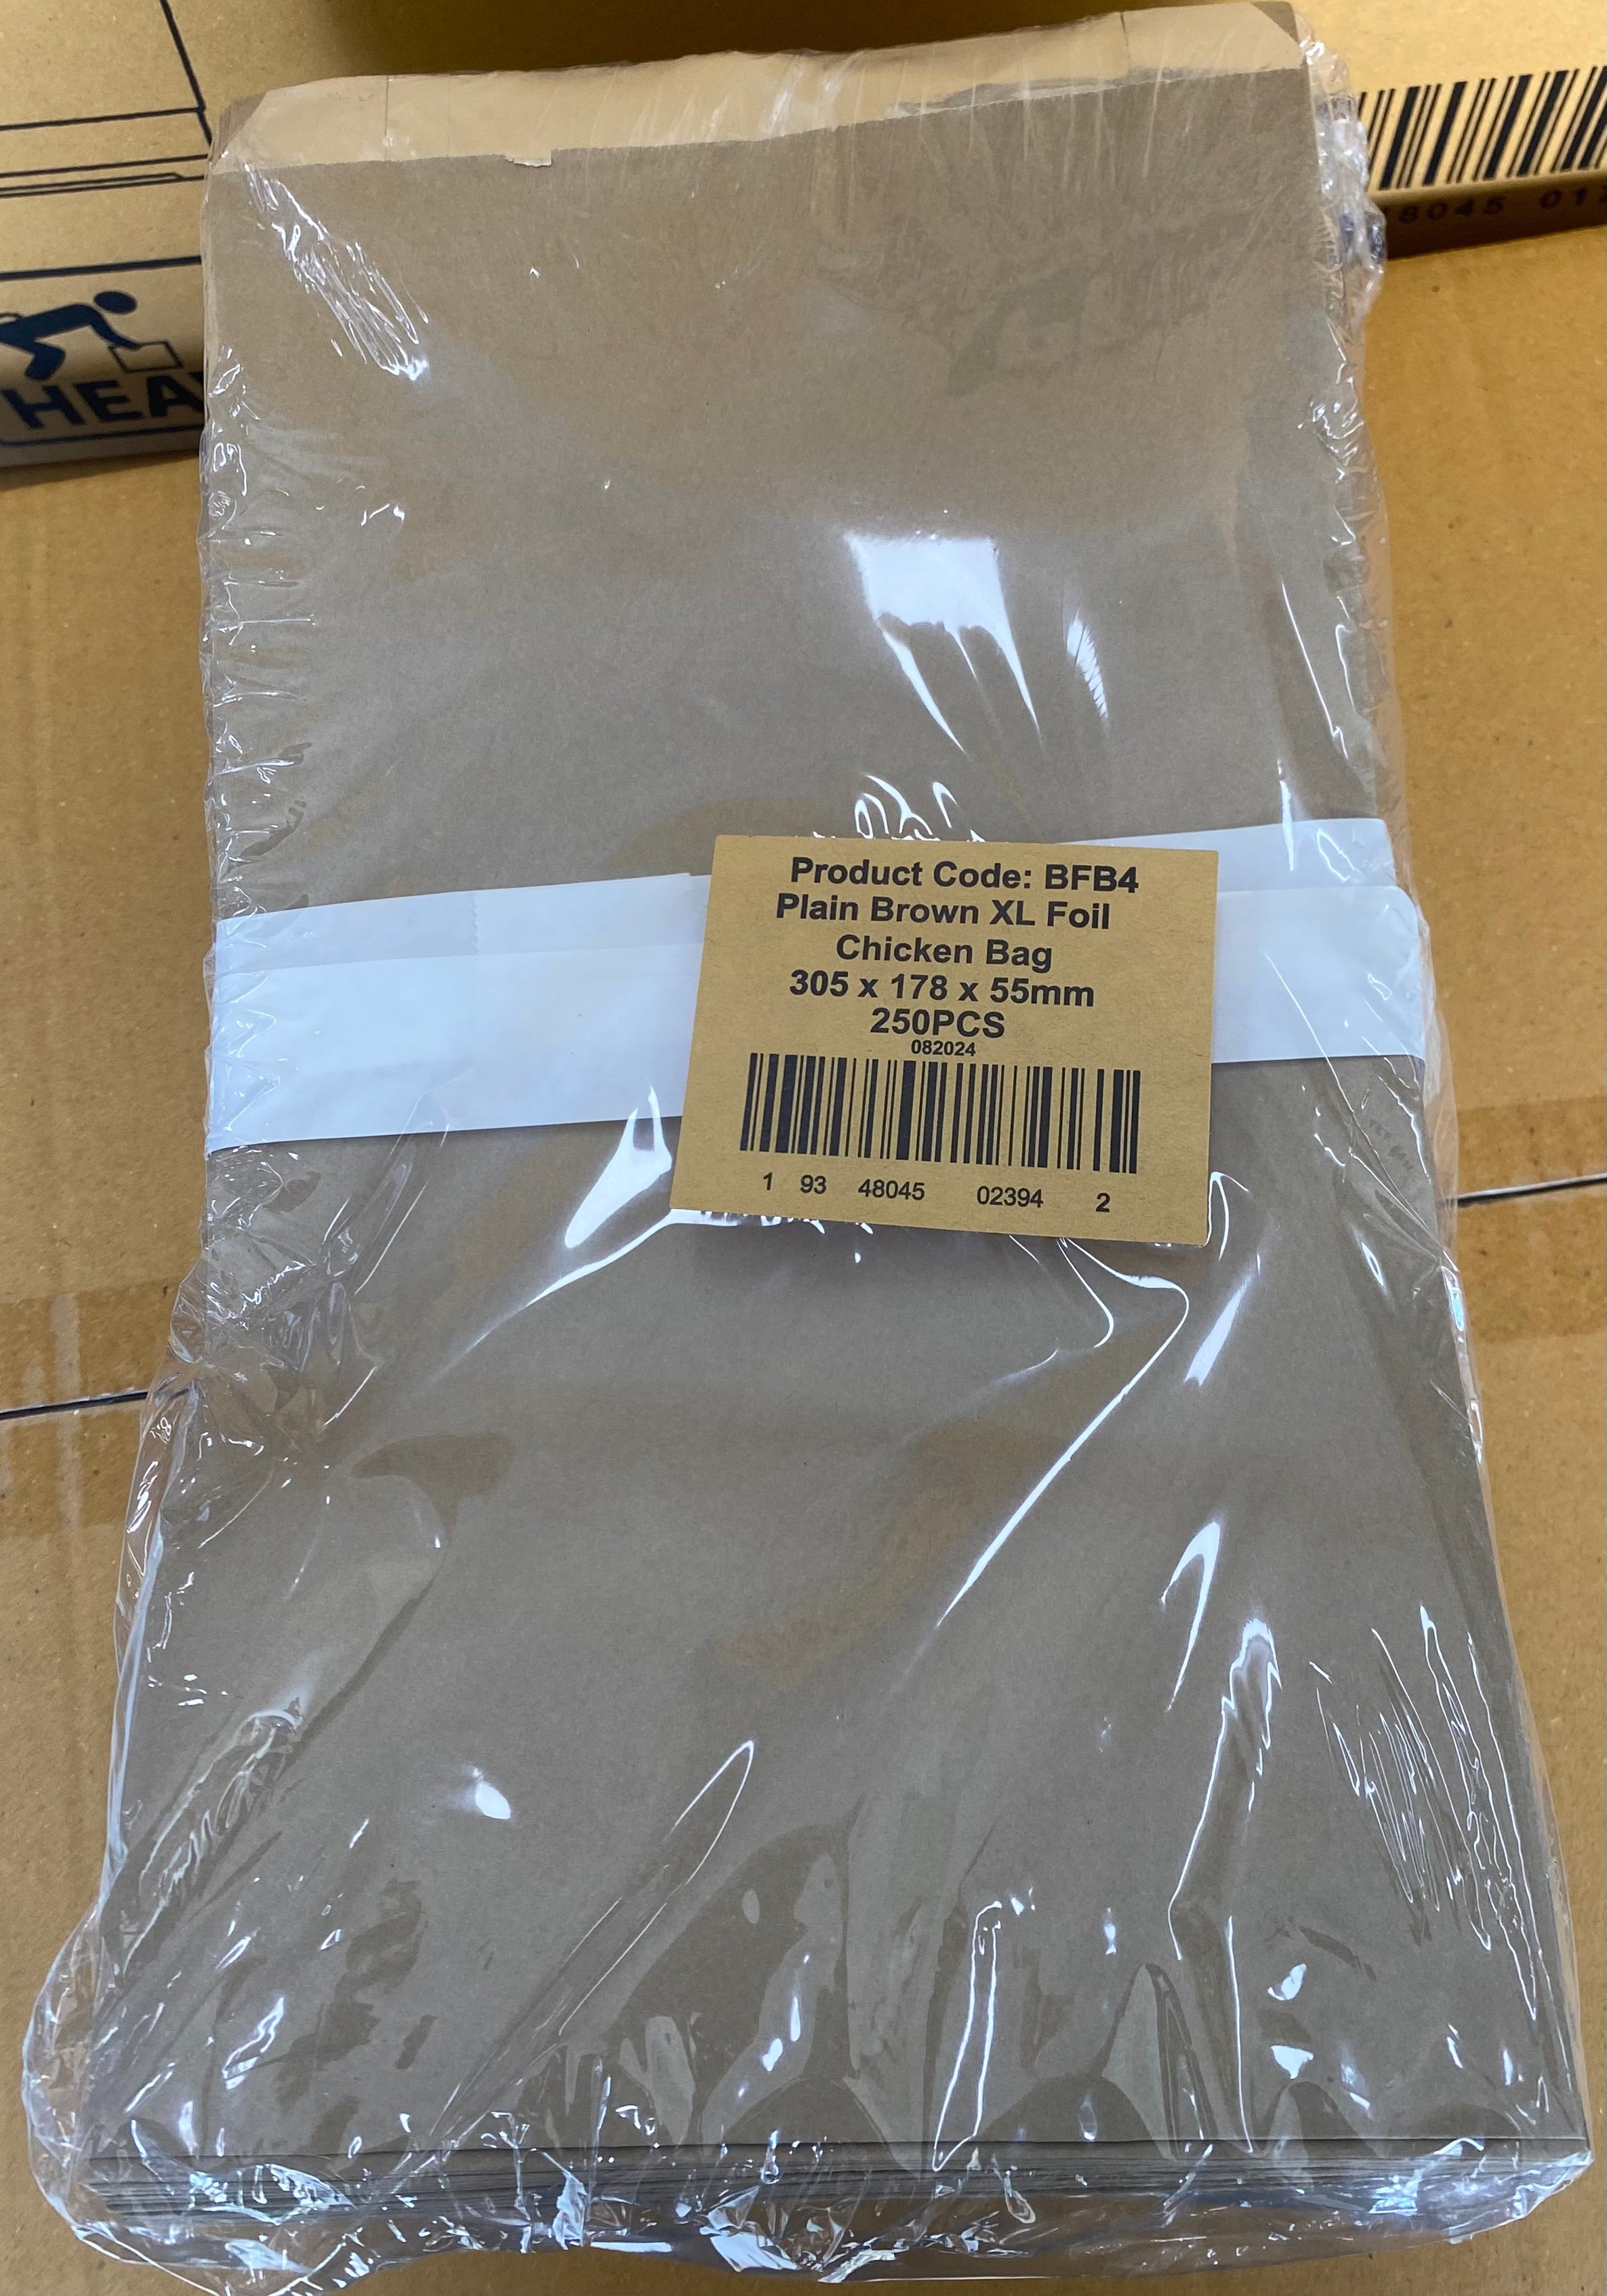 8045 01
HEA
Product Code: BFB4
Plain Brown XL Foil
Chicken Bag
305 x 178 x 55mm
250PCS
082024
1 93 48045 02394 2